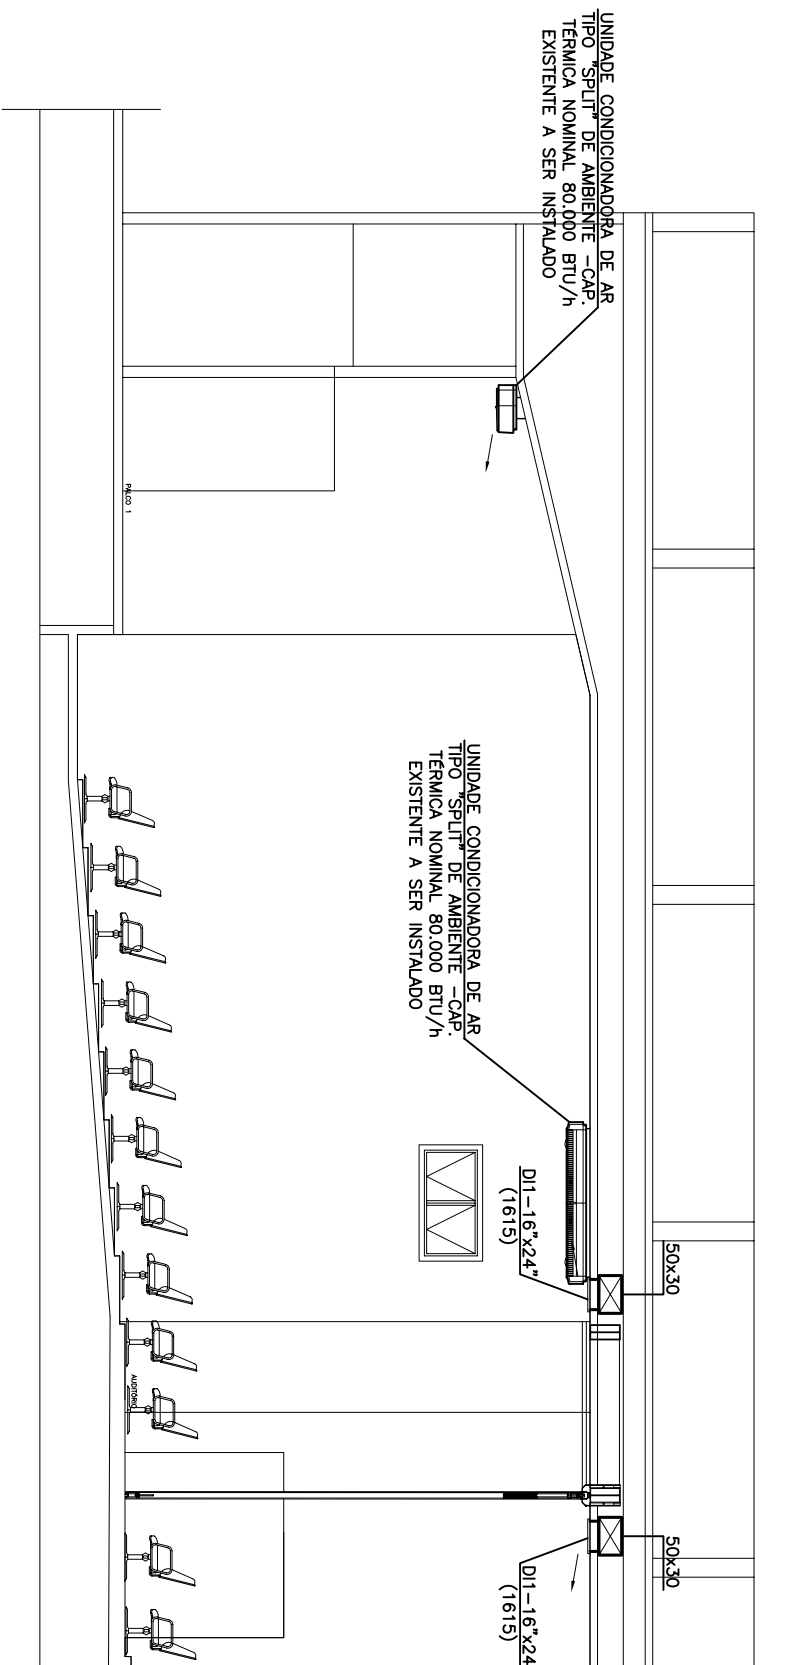 UNIDADE CONDICIONADORA DE AR
TIPO "SPLIT" DE AMBIENTE -CAP.
TÉRMICA NOMINAL 80.000 BTU/h
EXISTENTE A SER INSTALADO
PALCO 1
UNIDADE CONDICIONADORA DE AR
TIPO "SPLIT" DE AMBIENTE -CAP.
TÉRMICA NOMINAL 80.000 BTU/h
EXISTENTE A SER INSTALADO
50x30
DI1-16"x24"
(1615)
AUDITÓRIO
50x30
DI1-16"x24
(1615)